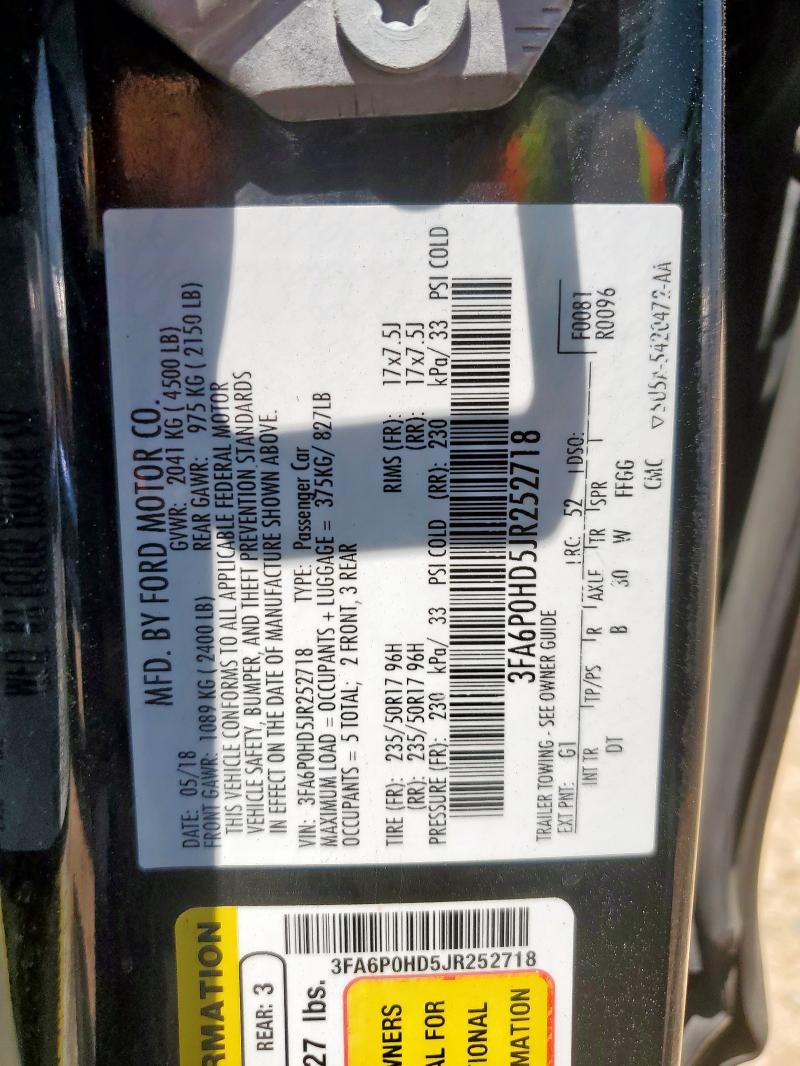 MFD. BY FORD MOTOR CO.
DATE: 05/18 GVWR: 2041 KG ( 4500 LB)
FRONT GAWR: 1089 KG ( 2400 LB) REAR GAWR: 975 KG ( 2150 LB)
THIS VEHICLE CONFORMS TO ALL APPLICABLE FEDERAL MOTOR
VEHICLE SAFETY, BUMPER, AND THEFT PREVENTION STANDARDS
IN EFFECT ON THE DATE OF MANUFACTURE SHOWN ABOVE.
VIN: 3FA6P0HD5JR252718 TYPE: Passenger Car
MAXIMUM LOAD = OCCUPANTS + LUGGAGE = 375KG/ 827LB
OCCUPANTS = 5 TOTAL; 2 FRONT, 3 REAR
TIRE (FR): 235/50R17 96H RIMS (FR): 17x7.5J
(RR): 235/50R17 96H (RR): 17x7.5J
PRESSURE (FR): 230 kPa/ 33 PSI COLD (RR): 230 kPa/ 33 PSI COLD
3FA6P0HD5JR252718
TRAILER TOWING - SEE OWNER GUIDE
EXT PNT: G1 RC: 52 DSO: F0081
R0096
INT TR TP/PS R AXLE TR SPR
DT B 30 W FFGG
CMC
RMATION
REAR: 3
27 lbs.
3FA6P0HD5JR252718
WNERS
AL FOR
TIONAL
MATION